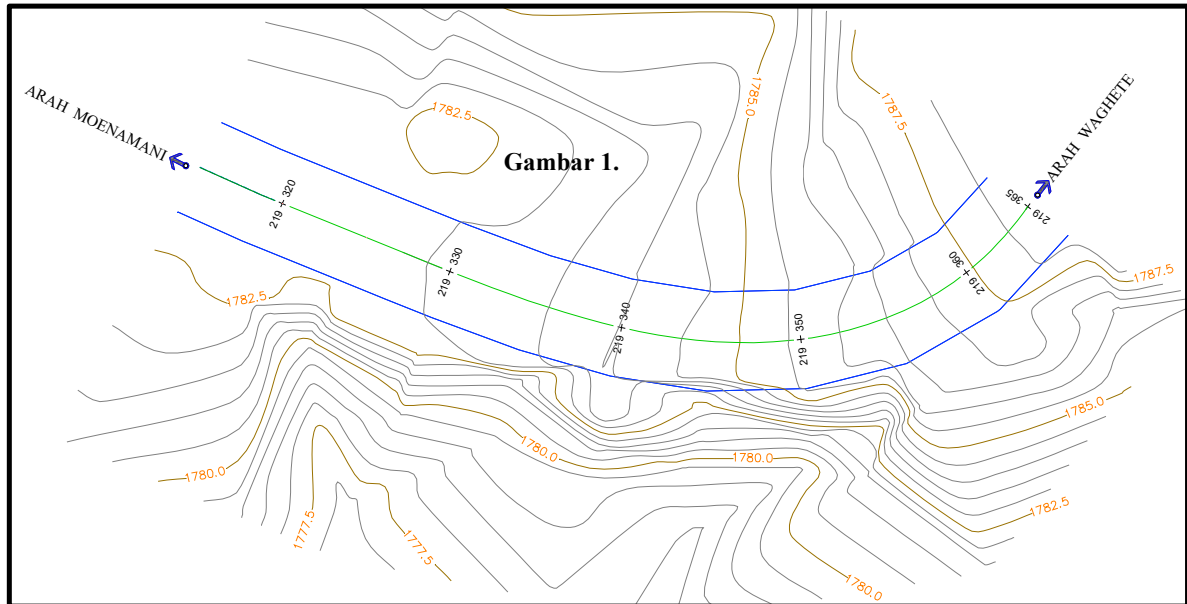 ARAH MOENAMANI
1782.5
Gambar 1.
1785.0
1787.5
ARAH WAGHETE
219 + 320
219 + 330
219 + 340
219 + 350
219 + 360
219 + 365
1782.5
1787.5
1785.0
1780.0
1780.0
1780.0
1777.5
1777.5
1782.5
1780.0